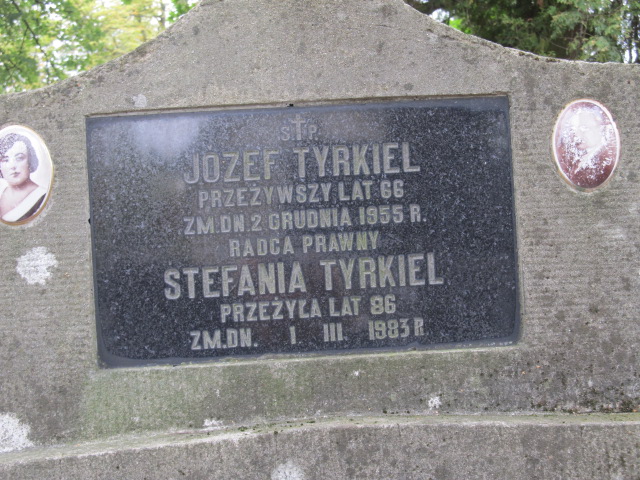 Ś†P.
JÓZEF TYRKIEL
PRZEŻYWSZY LAT 66
ZM. DN. 2 GRUDNIA 1955 R.
RADCA PRAWNY
STEFANIA TYRKIEL
PRZEŻYŁA LAT 86
ZM. DN. 1 III. 1983 R.